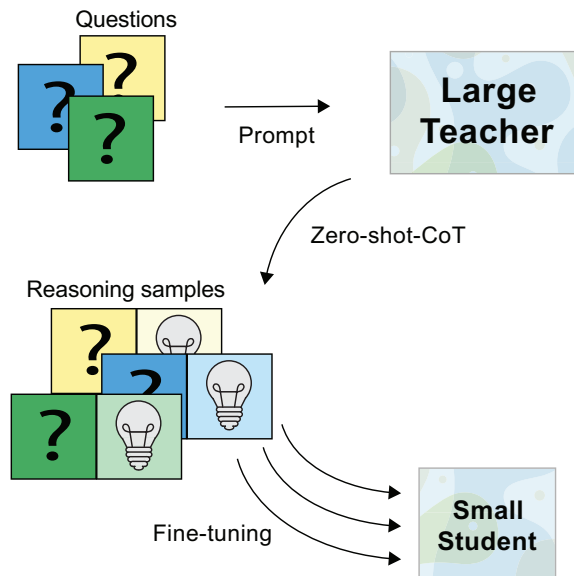 Questions
?
?
?
Prompt
Large
Teacher
Zero-shot-CoT
Reasoning samples
?
?
?
Fine-tuning
Small
Student